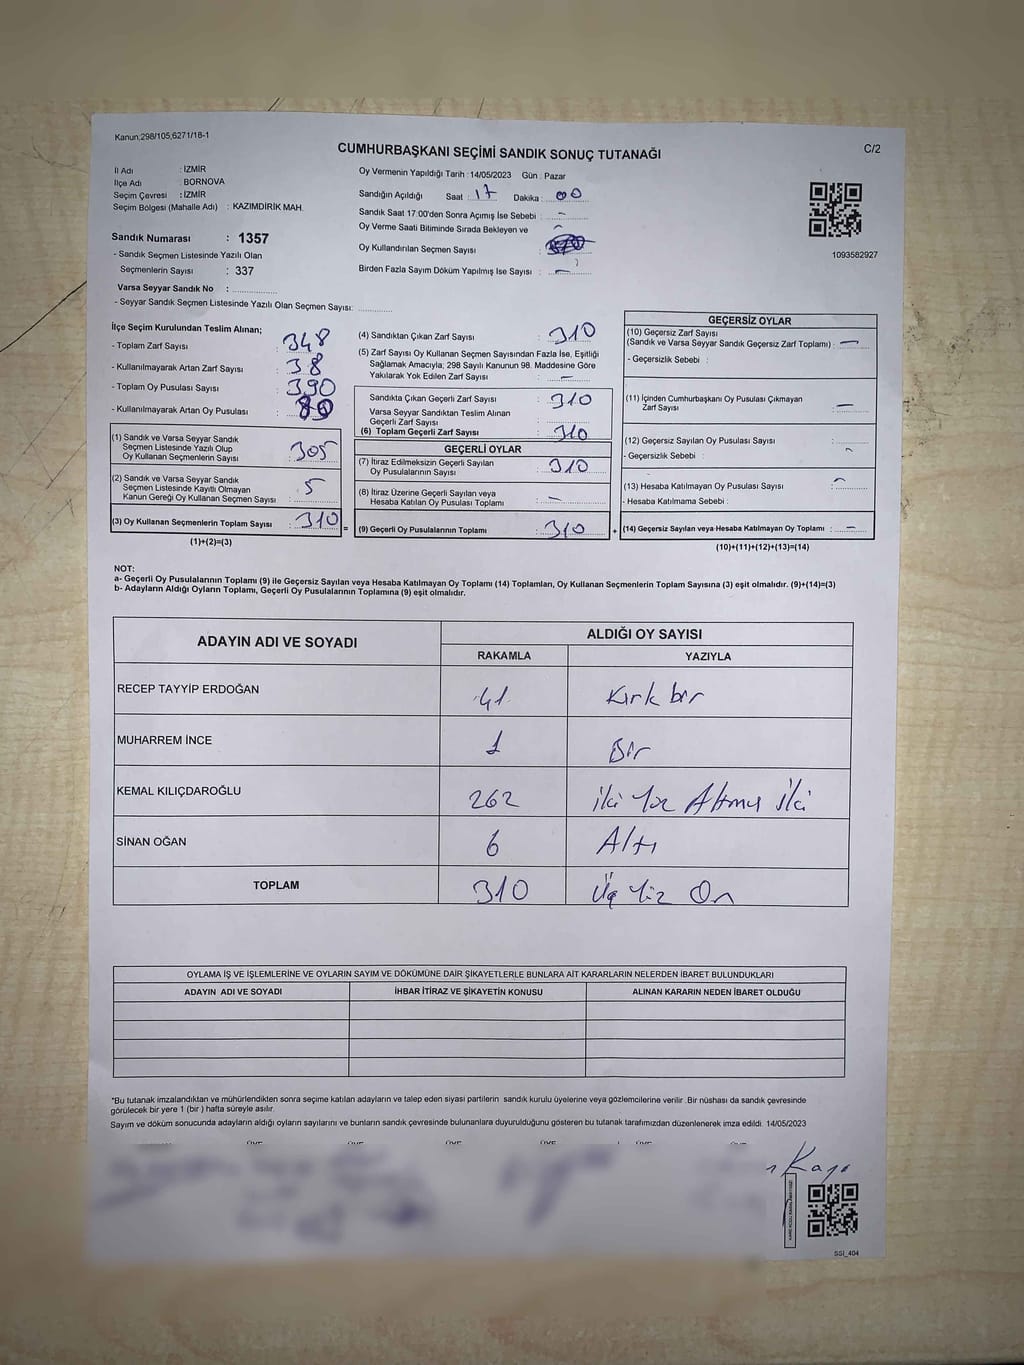 Kanun,298/105,6271/18-1
CUMHURBAŞKANI SEÇİMİ SANDIK SONUÇ TUTANAĞI
C/2
İl Adı : İZMİR
İlçe Adı : BORNOVA
Seçim Çevresi : İZMİR
Seçim Bölgesi (Mahalle Adı) : KAZIMDİRİK MAH.
Sandık Numarası : 1357
- Sandık Seçmen Listesinde Yazılı Olan
Seçmenlerin Sayısı : 337
Varsa Seyyar Sandık No :
- Seyyar Sandık Seçmen Listesinde Yazılı Olan Seçmen Sayısı:
Oy Vermenin Yapıldığı Tarih : 14/05/2023 Gün : Pazar
Sandığın Açıldığı Saat : 17 Dakika : 00
Sandık Saat 17:00'den Sonra Açımış İse Sebebi : -
Oy Verme Saati Bitiminde Sırada Bekleyen ve
Oy Kullandırılan Seçmen Sayısı :
Birden Fazla Sayım Döküm Yapılmış İse Sayısı : -
1093582927
İlçe Seçim Kurulundan Teslim Alınan;
- Toplam Zarf Sayısı : 348
- Kullanılmayarak Artan Zarf Sayısı : 38
- Toplam Oy Pusulası Sayısı : 390
- Kullanılmayarak Artan Oy Pusulası : 80
(1) Sandık ve Varsa Seyyar Sandık
Seçmen Listesinde Yazılı Olup
Oy Kullanan Seçmenlerin Sayısı : 305
(2) Sandık ve Varsa Seyyar Sandık
Seçmen Listesinde Kayıtlı Olmayan
Kanun Gereği Oy Kullanan Seçmen Sayısı : 5
(3) Oy Kullanan Seçmenlerin Toplam Sayısı : 310 =
(1)+(2)=(3)
(4) Sandıktan Çıkan Zarf Sayısı : 310
(5) Zarf Sayısı Oy Kullanan Seçmen Sayısından Fazla İse, Eşitliği
Sağlamak Amacıyla; 298 Sayılı Kanunun 98. Maddesine Göre
Yakılarak Yok Edilen Zarf Sayısı : -
Sandıkta Çıkan Geçerli Zarf Sayısı : 310
Varsa Seyyar Sandıktan Teslim Alınan
Geçerli Zarf Sayısı :
(6) Toplam Geçerli Zarf Sayısı : 310
GEÇERLİ OYLAR
(7) İtiraz Edilmeksizin Geçerli Sayılan
Oy Pusulalarının Sayısı : 310
(8) İtiraz Üzerine Geçerli Sayılan veya
Hesaba Katılan Oy Pusulası Toplamı : -
(9) Geçerli Oy Pusulalarının Toplamı : 310 +
GEÇERSİZ OYLAR
(10) Geçersiz Zarf Sayısı
(Sandık ve Varsa Seyyar Sandık Geçersiz Zarf Toplamı) : -
- Geçersizlik Sebebi :
(11) İçinden Cumhurbaşkanı Oy Pusulası Çıkmayan
Zarf Sayısı : -
(12) Geçersiz Sayılan Oy Pusulası Sayısı : -
- Geçersizlik Sebebi :
(13) Hesaba Katılmayan Oy Pusulası Sayısı : -
- Hesaba Katılmama Sebebi :
(14) Geçersiz Sayılan veya Hesaba Katılmayan Oy Toplamı : -
(10)+(11)+(12)+(13)=(14)
NOT:
a- Geçerli Oy Pusulalarının Toplamı (9) ile Geçersiz Sayılan veya Hesaba Katılmayan Oy Toplamı (14) Toplamları, Oy Kullanan Seçmenlerin Toplam Sayısına (3) eşit olmalıdır. (9)+(14)=(3)
b- Adayların Aldığı Oyların Toplamı, Geçerli Oy Pusulalarının Toplamına (9) eşit olmalıdır.
ADAYIN ADI VE SOYADI
ALDIĞI OY SAYISI
RAKAMLA YAZIYLA
RECEP TAYYİP ERDOĞAN 41 Kırk bir
MUHARREM İNCE 1 Bir
KEMAL KILIÇDAROĞLU 262 iki Yüz Altmış İki
SİNAN OĞAN 6 Altı
TOPLAM 310 Üç Yüz On
OYLAMA İŞ VE İŞLEMLERİNE VE OYLARIN SAYIM VE DÖKÜMÜNE DAİR ŞİKAYETLERLE BUNLARA AİT KARARLARIN NELERDEN İBARET BULUNDUKLARI
ADAYIN ADI VE SOYADI İHBAR İTİRAZ VE ŞİKAYETİN KONUSU ALINAN KARARIN NEDEN İBARET OLDUĞU
*Bu tutanak imzalandıktan ve mühürlendikten sonra seçime katılan adayların ve talep eden siyasi partilerin sandık kurulu üyelerine veya gözlemcilerine verilir. Bir nüshası da sandık çevresinde
görülecek bir yere 1 (bir) hafta süreyle asılır.
Sayım ve döküm sonucunda adayların aldığı oyların sayılarını ve bunların sandık çevresinde bulunanlara duyurulduğunu gösteren bu tutanak tarafımızdan düzenlenerek imza edildi. 14/05/2023
SSI_404